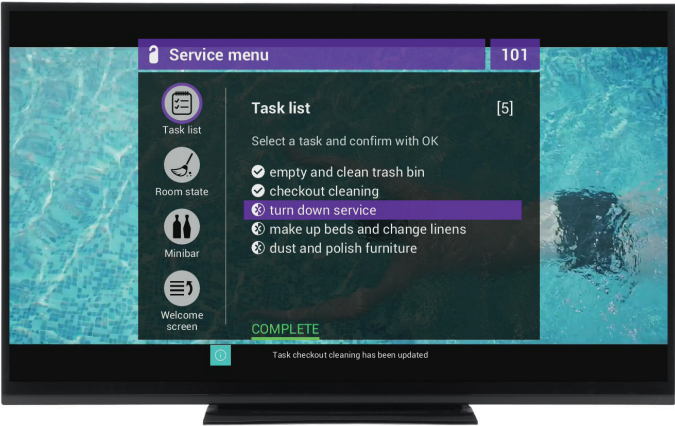 Service menu
101
Task list
Task list
[5]
Select a task and confirm with OK
empty and clean trash bin
checkout cleaning
turn down service
make up beds and change linens
dust and polish furniture
Room state
Minibar
Welcome
screen
COMPLETE
Task checkout cleaning has been updated